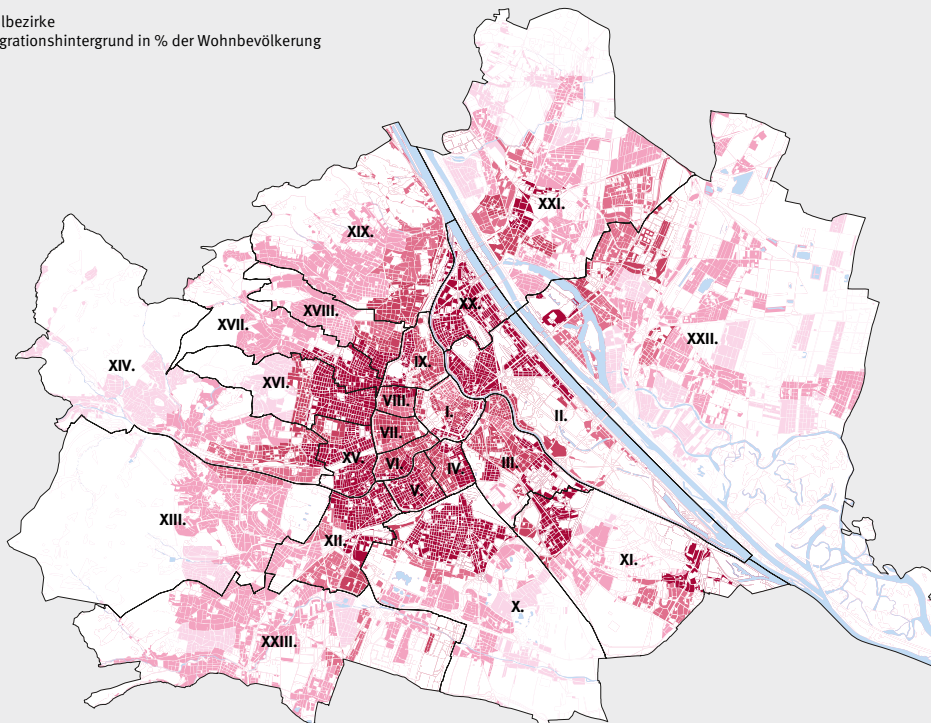 lbezirke
grationshintergrund in % der Wohnbevölkerung
XXI.
XIX.
XX.
XVIII.
XVII.
XXII.
IX.
XIV.
XVI.
VIII.
I.
II.
VII.
XV.
VI.
IV.
III.
V.
XIII.
XII.
XI.
X.
XXIII.